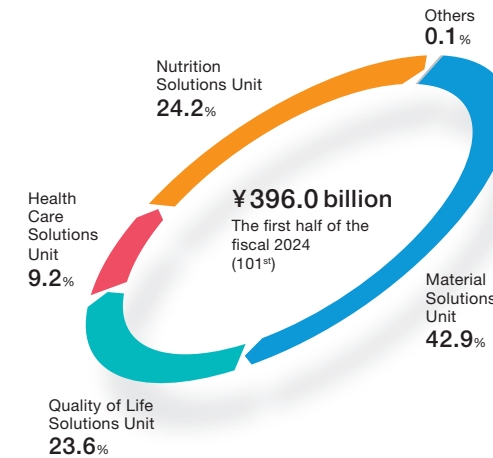 Others
0.1%
Nutrition
Solutions Unit
24.2%
Health
Care
Solutions
Unit
9.2%
¥396.0 billion
The first half of the
fiscal 2024
(101st)
Material
Solutions
Unit
42.9%
Quality of Life
Solutions Unit
23.6%